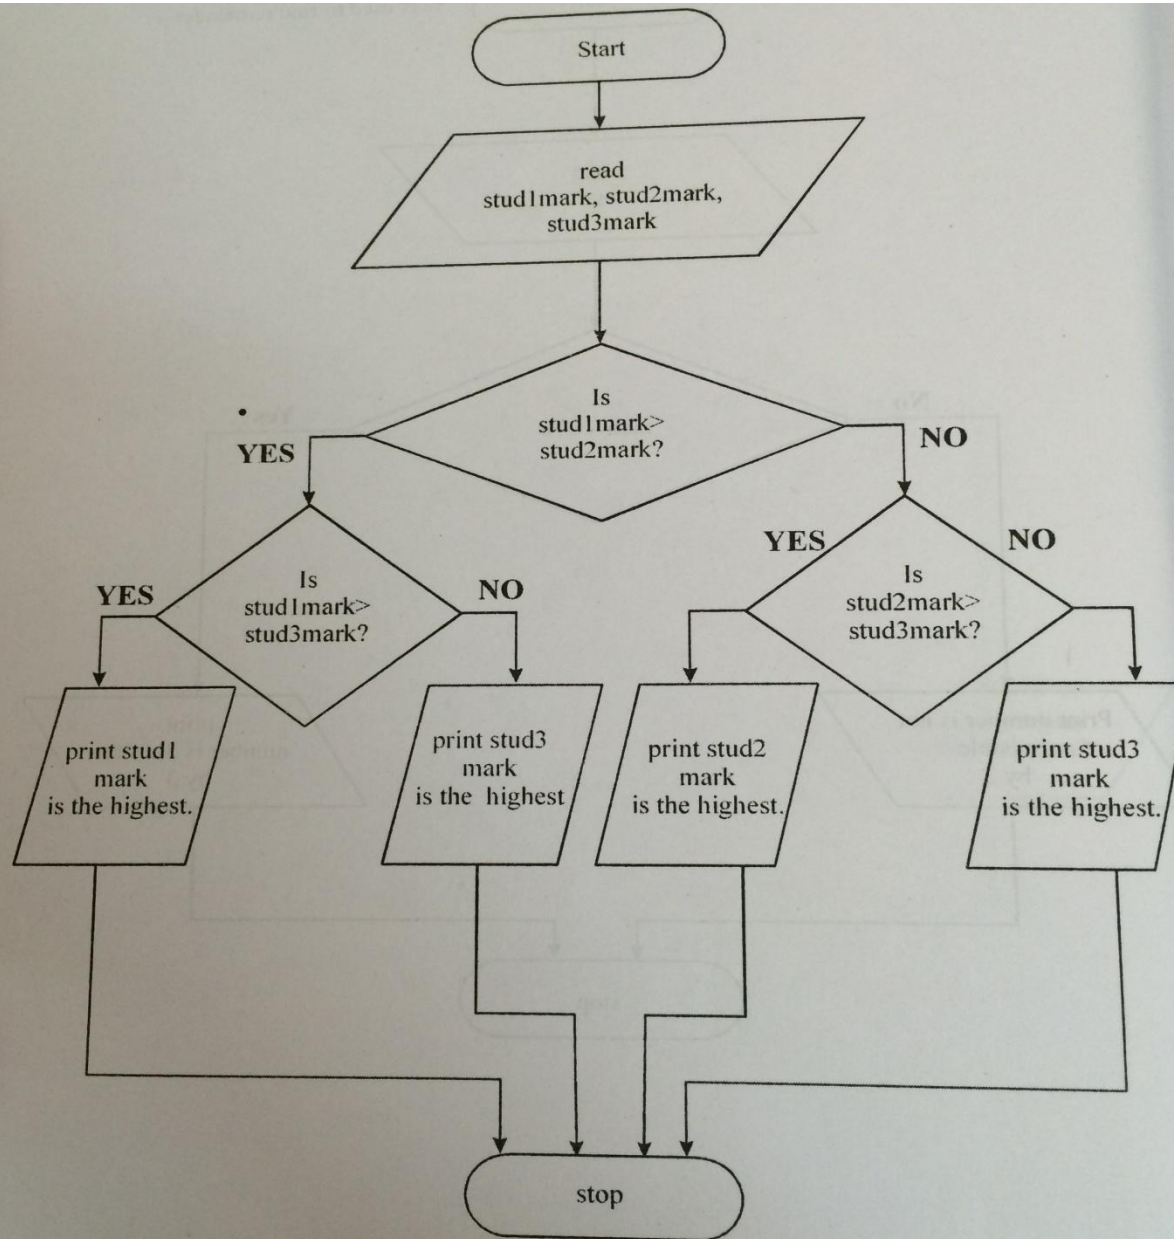 Start
read
stud1mark, stud2mark,
stud3mark
Is
stud1mark>
stud2mark?
YES
NO
Is
stud1mark>
stud3mark?
YES
NO
Is
stud2mark>
stud3mark?
YES
NO
print stud1
mark
is the highest.
print stud3
mark
is the highest
print stud2
mark
is the highest.
print stud3
mark
is the highest.
stop